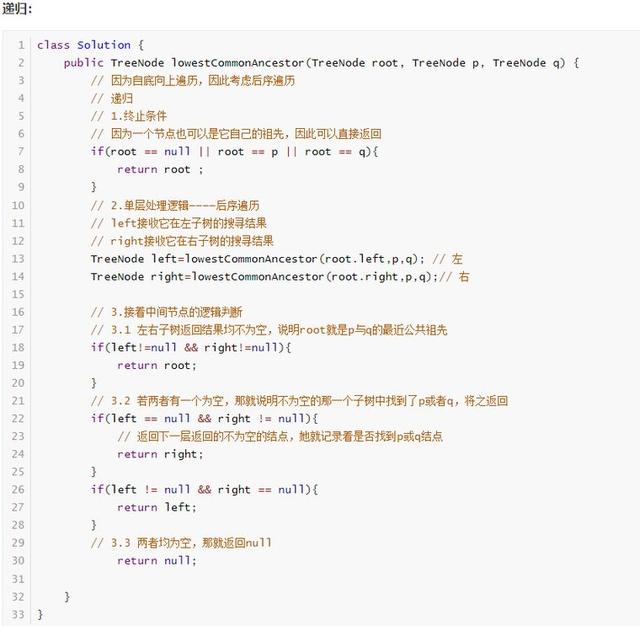 递归:
1 class Solution {
2     public TreeNode lowestCommonAncestor(TreeNode root, TreeNode p, TreeNode q) {
3         // 因为自底向上遍历，因此考虑后序遍历
4         // 递归
5         // 1.终止条件
6         // 因为一个节点也可以是它自己的祖先，因此可以直接返回
7         if(root == null || root == p || root == q){
8             return root ;
9         }
10         // 2.单层处理逻辑----后序遍历
11         // left接收它在左子树的搜寻结果
12         // right接收它在右子树的搜寻结果
13         TreeNode left=lowestCommonAncestor(root.left,p,q); // 左
14         TreeNode right=lowestCommonAncestor(root.right,p,q);// 右
15
16         // 3.接着中间节点的逻辑判断
17         // 3.1 左右子树返回结果均不为空，说明root就是p与q的最近公共祖先
18         if(left!=null && right!=null){
19             return root;
20         }
21         // 3.2 若两者有一个为空，那就说明不为空的那一个子树中找到了p或者q，将之返回
22         if(left == null && right != null){
23             // 返回下一层返回的不为空的结点，她就记录着是否找到p或q结点
24             return right;
25         }
26         if(left != null && right == null){
27             return left;
28         }
29         // 3.3 两者均为空，那就返回null
30             return null;
31
32     }
33 }